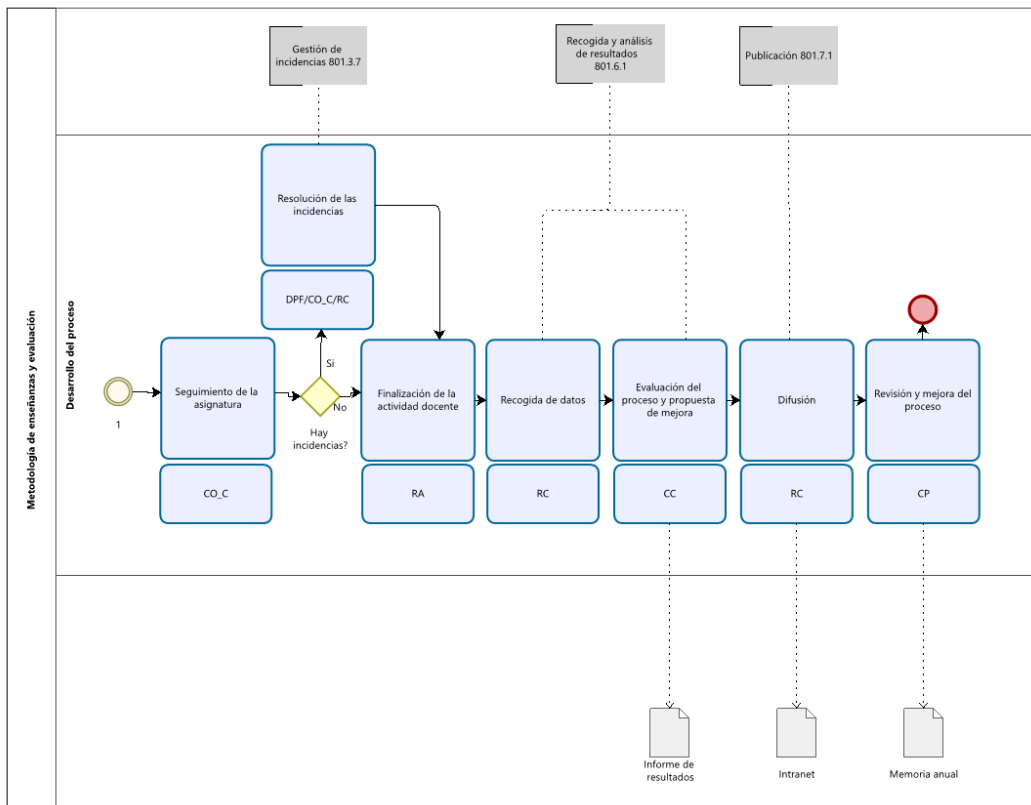 Metodología de enseñanzas y evaluación
Desarrollo del proceso
Gestión de
incidencias 801.3.7
Recogida y análisis
de resultados
801.6.1
Publicación 801.7.1
Resolución de las
incidencias
DPF/CO_C/RC
1
Seguimiento de la
asignatura
CO_C
Si
No
Hay
incidencias?
Finalización de la
actividad docente
RA
Recogida de datos
RC
Evaluación del
proceso y propuesta
de mejora
CC
Difusión
RC
Revisión y mejora del
proceso
CP
Informe de
resultados
Intranet
Memoria anual